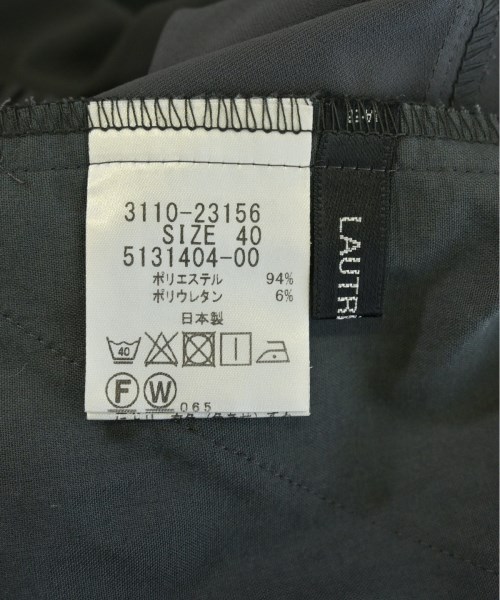 3110-23156
SIZE 40
5131404-00
ポリエステル 94%
ポリウレタン 6%
日本製
40
F W
065
LAUTR